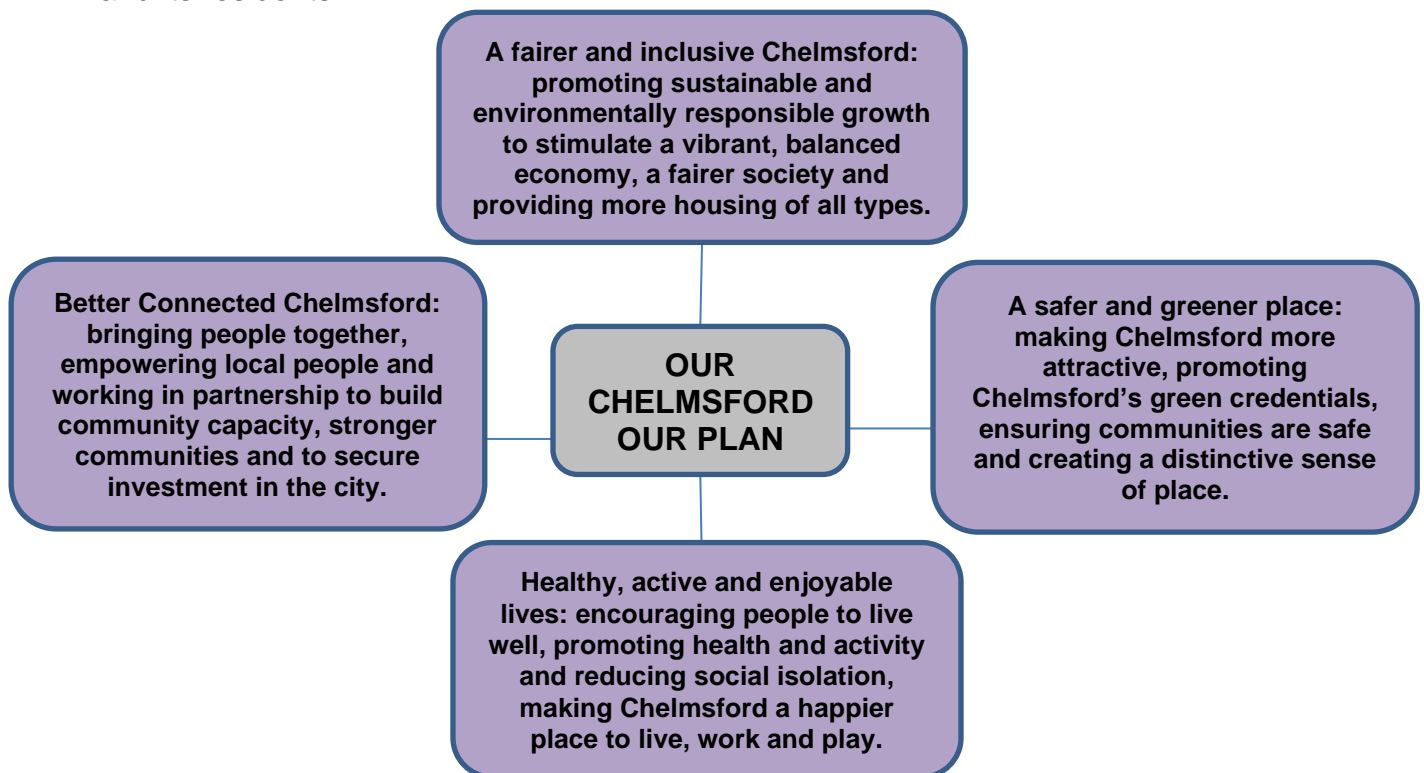 A fairer and inclusive Chelmsford:
promoting sustainable and
environmentally responsible growth
to stimulate a vibrant, balanced
economy, a fairer society and
providing more housing of all types.
Better Connected Chelmsford:
bringing people together,
empowering local people and
working in partnership to build
community capacity, stronger
communities and to secure
investment in the city.
OUR
CHELMSFORD
OUR PLAN
A safer and greener place:
making Chelmsford more
attractive, promoting
Chelmsford’s green credentials,
ensuring communities are safe
and creating a distinctive sense
of place.
Healthy, active and enjoyable
lives: encouraging people to live
well, promoting health and activity
and reducing social isolation,
making Chelmsford a happier
place to live, work and play.